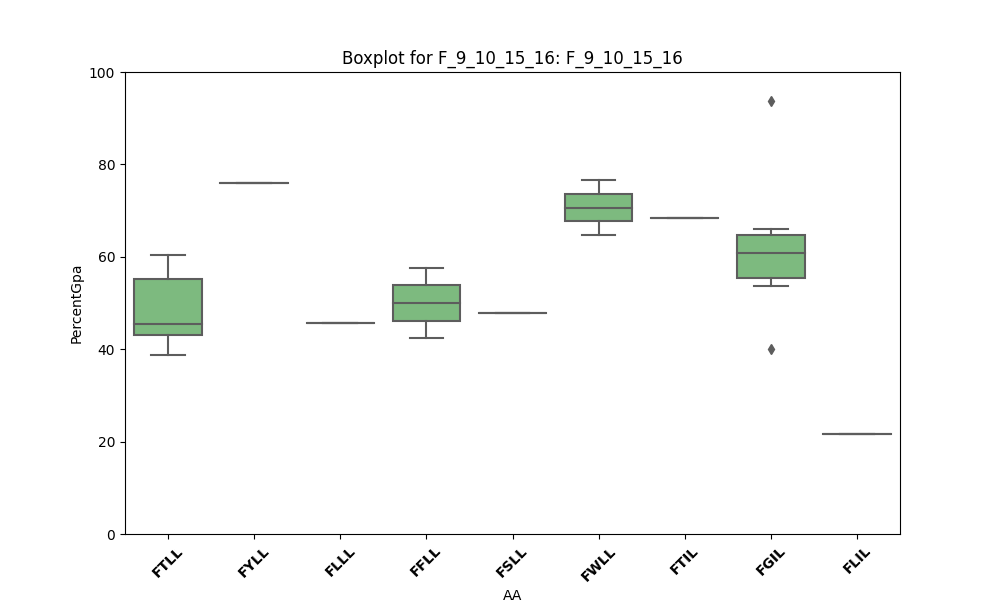 Boxplot for F_9_10_15_16: F_9_10_15_16
PercentGpa
100
80
60
40
20
0
FTLL FYLL FLLL FFLL FSLL FWLL FTIL FGIL FLIL
AA